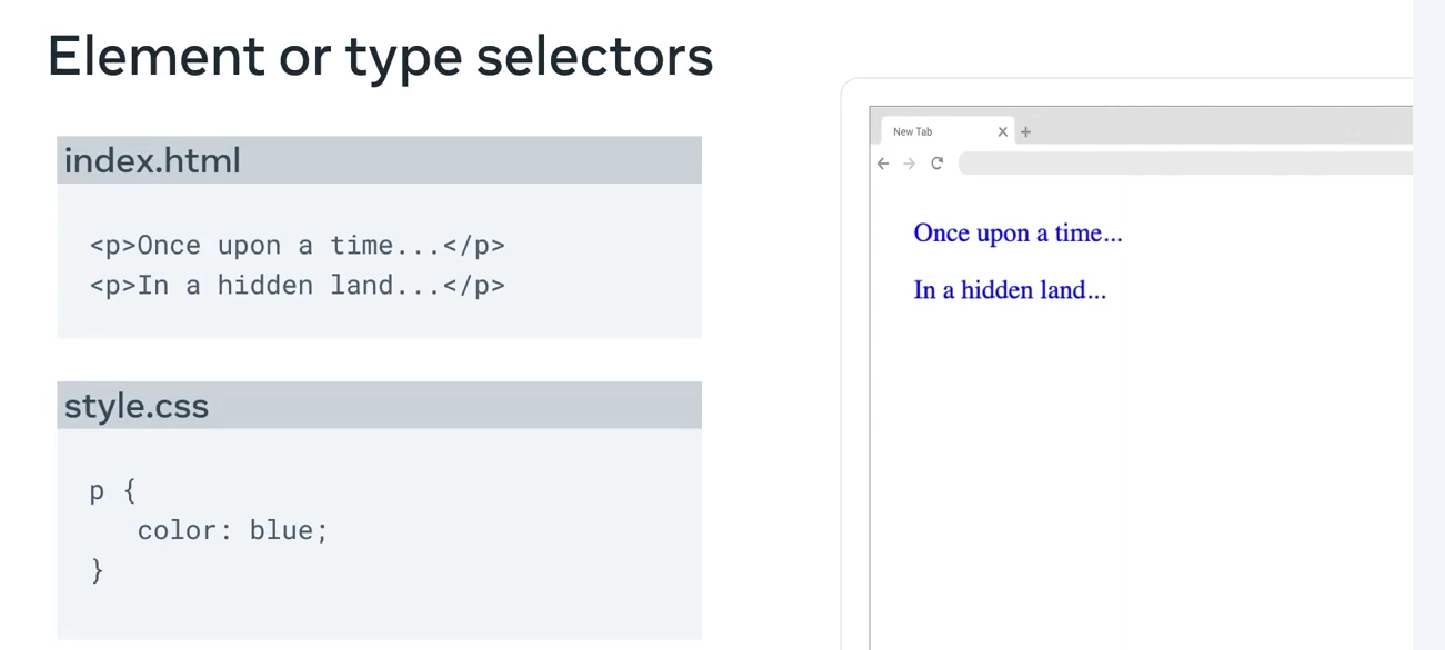 Element or type selectors
index.html
<p>Once upon a time...</p>
<p>In a hidden land...</p>
style.css
p {
color: blue;
}
New Tab X +
Once upon a time...
In a hidden land...